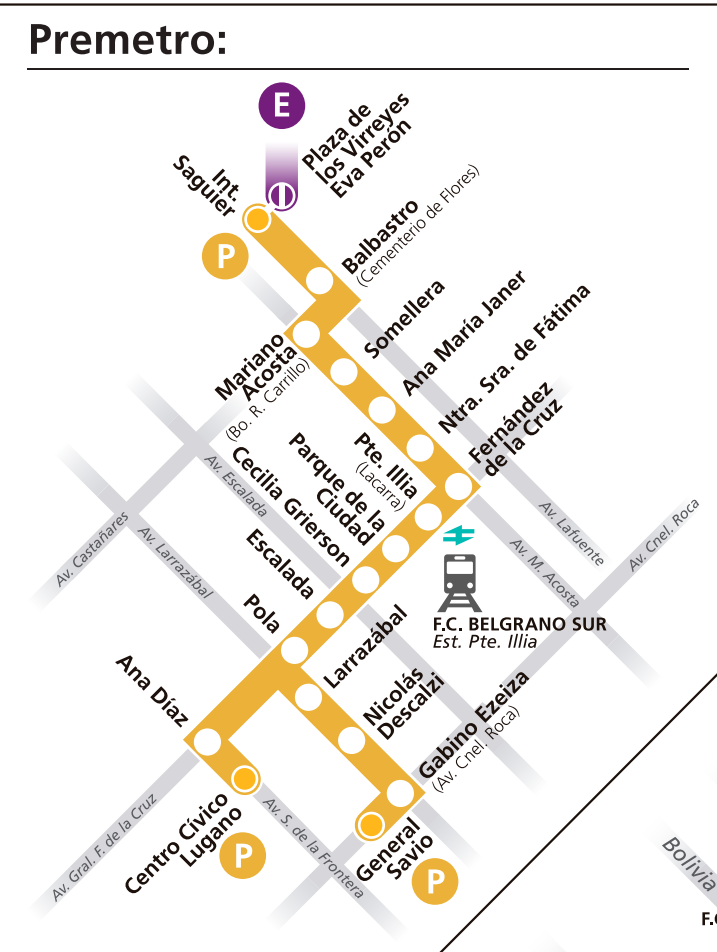 Premetro:
E
Plaza de
los Virreyes
Eva Perón
Int.
Saguier
P
Balbastro
(Cementerio de Flores)
Somellera
Ana María Janer
Ntra. Sra. de Fátima
Mariano
Acosta
(Bo. R. Carrillo)
Fernández
de la Cruz
Pte. Illia
(Lacarra)
Parque de la
Ciudad
Cecilia Grierson
Escalada
Pola
Av. Escalada
Av. Larrazábal
Av. Castañares
Av. Lafuente
Av. M. Acosta
Av. Cnel. Roca
F.C. BELGRANO SUR
Est. Pte. Illia
Larrazábal
Nicolás
Descalzi
Gabino Ezeiza
(Av. Cnel. Roca)
Ana Díaz
Centro Cívico
Lugano
P
General
Savio
P
Av. Gral. F. de la Cruz
Av. S. de la Frontera
Bolivia